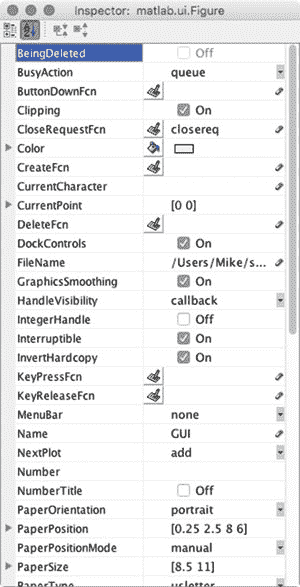 Inspector: matlab.ui.Figure
BeingDeleted Off
BusyAction queue
ButtonDownFcn
Clipping On
CloseRequestFcn closereq
Color
CreateFcn
CurrentCharacter
CurrentPoint [0 0]
DeleteFcn
DockControls On
FileName /Users/Mike/s...
GraphicsSmoothing On
HandleVisibility callback
IntegerHandle Off
Interruptible On
InvertHardcopy On
KeyPressFcn
KeyReleaseFcn
MenuBar none
Name GUI
NextPlot add
Number
NumberTitle Off
PaperOrientation portrait
PaperPosition [0.25 2.5 8 6]
PaperPositionMode manual
PaperSize [8.5 11]
PaperType usletter